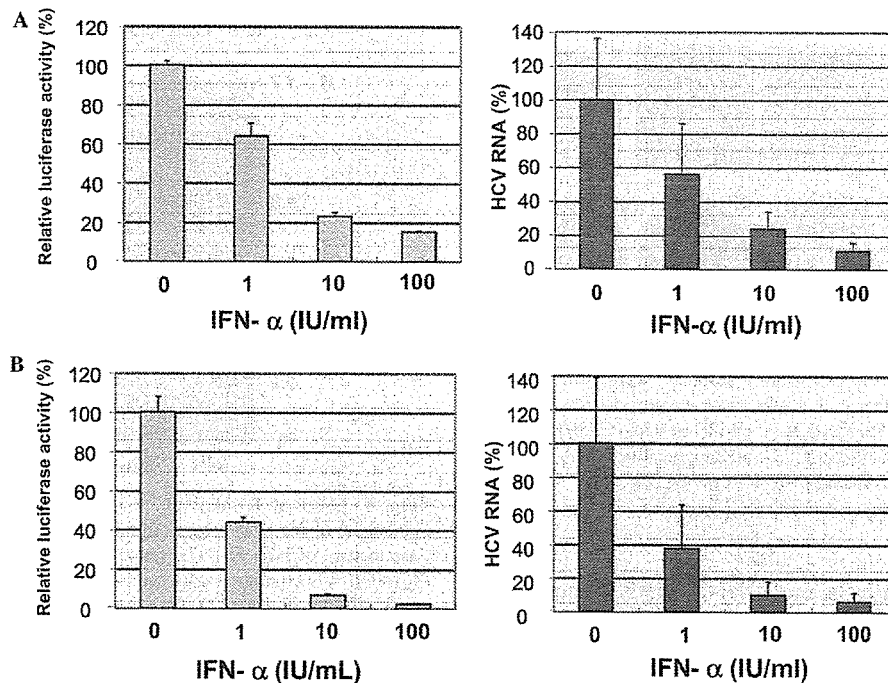 A
Relative luciferase activity (%)
120
100
80
60
40
20
0
0 1 10 100
IFN- α (IU/ml)
HCV RNA (%)
140
120
100
80
60
40
20
0
0 1 10 100
IFN- α (IU/ml)
B
Relative luciferase activity (%)
120
100
80
60
40
20
0
0 1 10 100
IFN- α (IU/mL)
HCV RNA (%)
140
120
100
80
60
40
20
0
0 1 10 100
IFN- α (IU/ml)